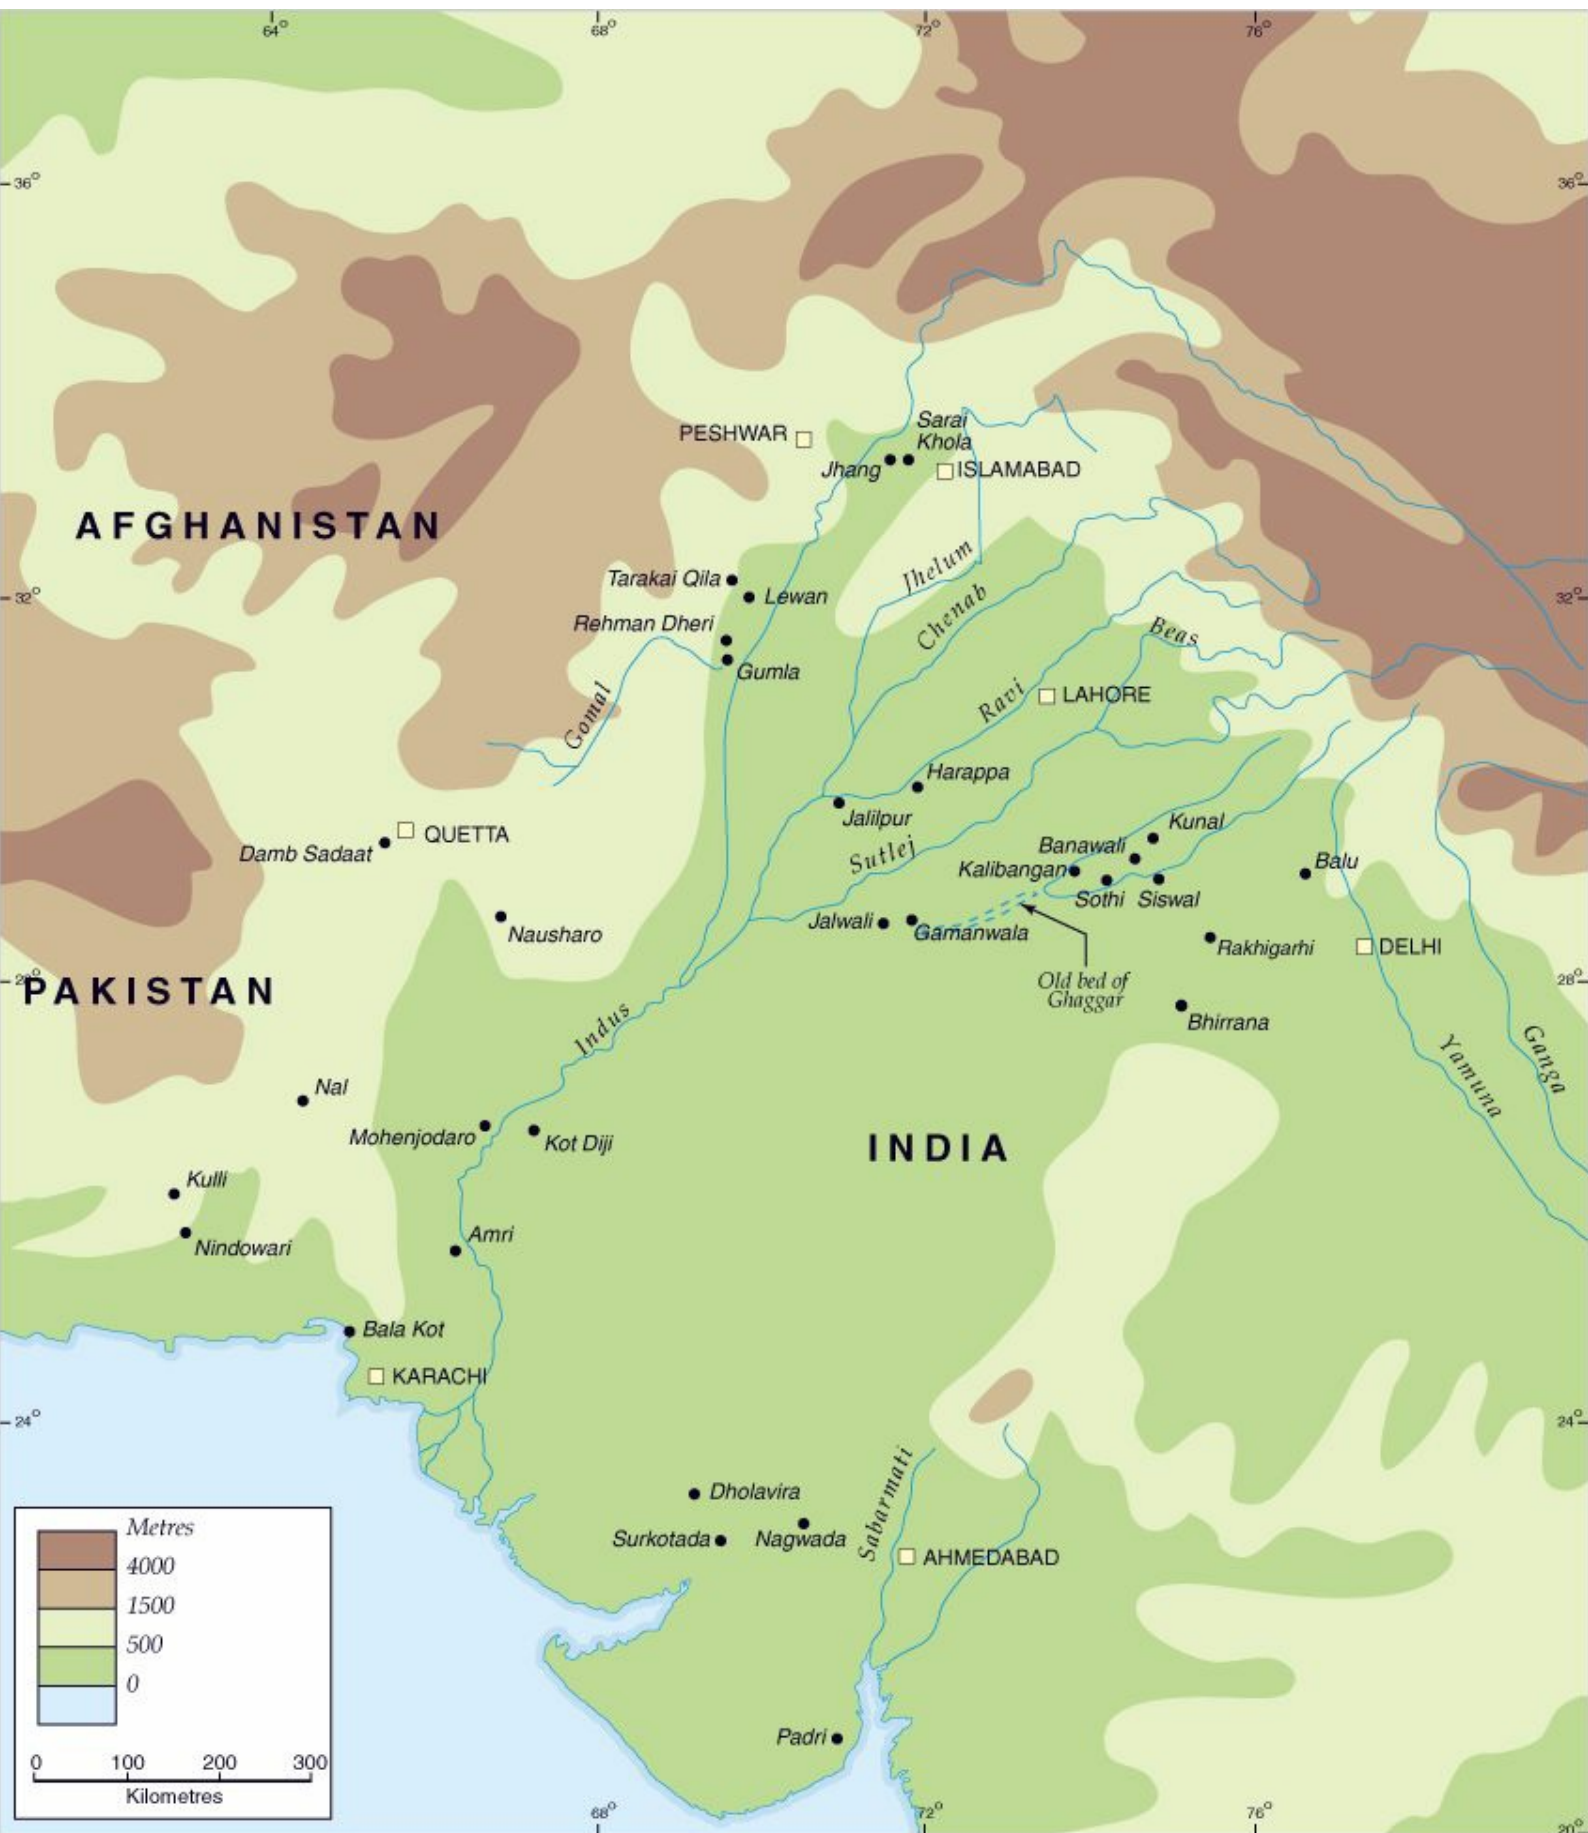 64°
68°
72°
76°
36°
36°
PESHWAR
Sarai
Khola
Jhang
ISLAMABAD
AFGHANISTAN
Jhelum
Tarakai Qila
Lewan
32°
32°
Chenab
Rehman Dheri
Beas
Gumla
Gomal
Ravi
LAHORE
Harappa
Jalilpur
Kunal
QUETTA
Damb Sadaat
Sutlej
Banawali
Kalibangan
Balu
Sothi
Siswal
Nausharo
Jalwali
Gamanwala
Rakhigarhi
DELHI
28°
PAKISTAN
28°
Old bed of
Ghaggar
Indus
Bhirrana
Yamuna
Ganga
Nal
Mohenjodaro
Kot Diji
INDIA
Kulli
Nindowari
Amri
Bala Kot
KARACHI
24°
24°
Dholavira
Sabarmati
Surkotada
Nagwada
AHMEDABAD
Metres
4000
1500
500
0
Padri
0 100 200 300
Kilometres
68°
72°
76°
20°